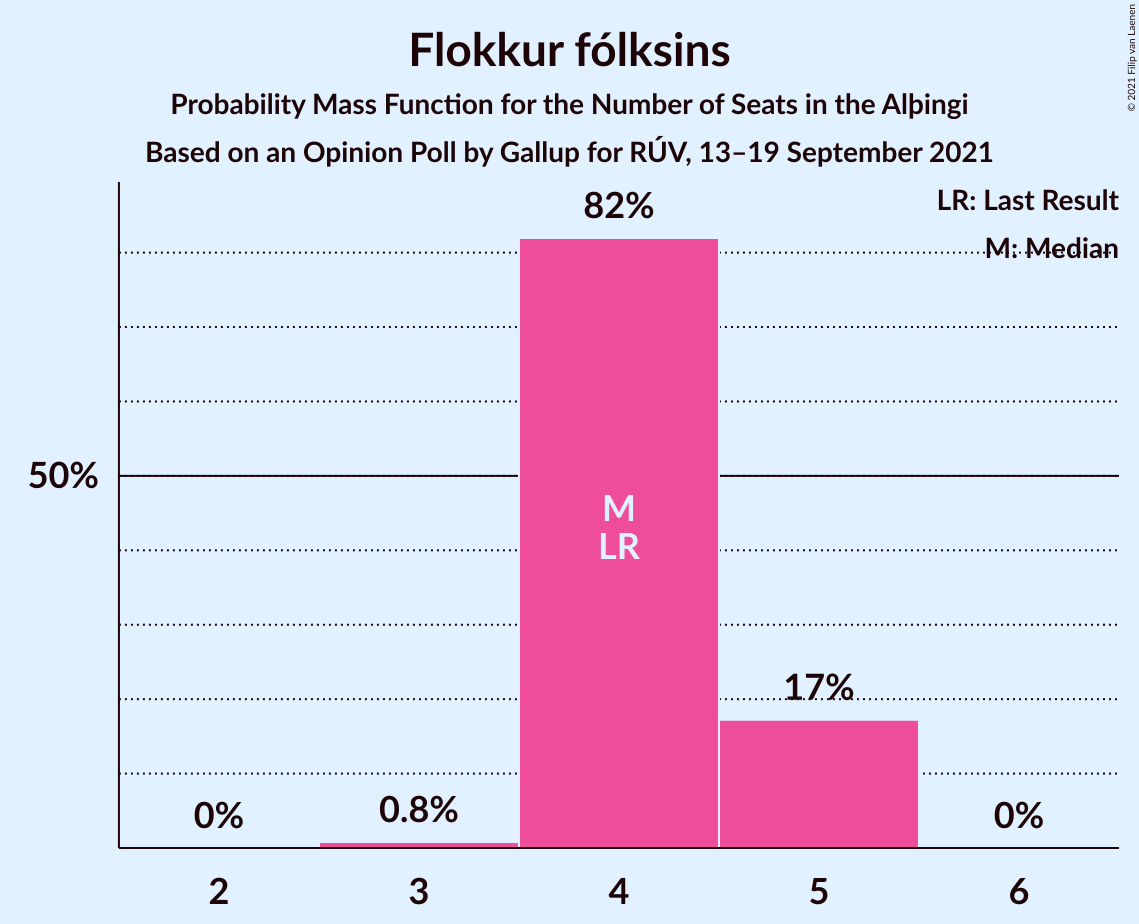 Flokkur fólksins
Probability Mass Function for the Number of Seats in the Alþingi
Based on an Opinion Poll by Gallup for RÚV, 13–19 September 2021
© 2021 Filip van Laenen
LR: Last Result
M: Median
82%
50%
M
LR
17%
0.8%
0%
0%
2
3
4
5
6